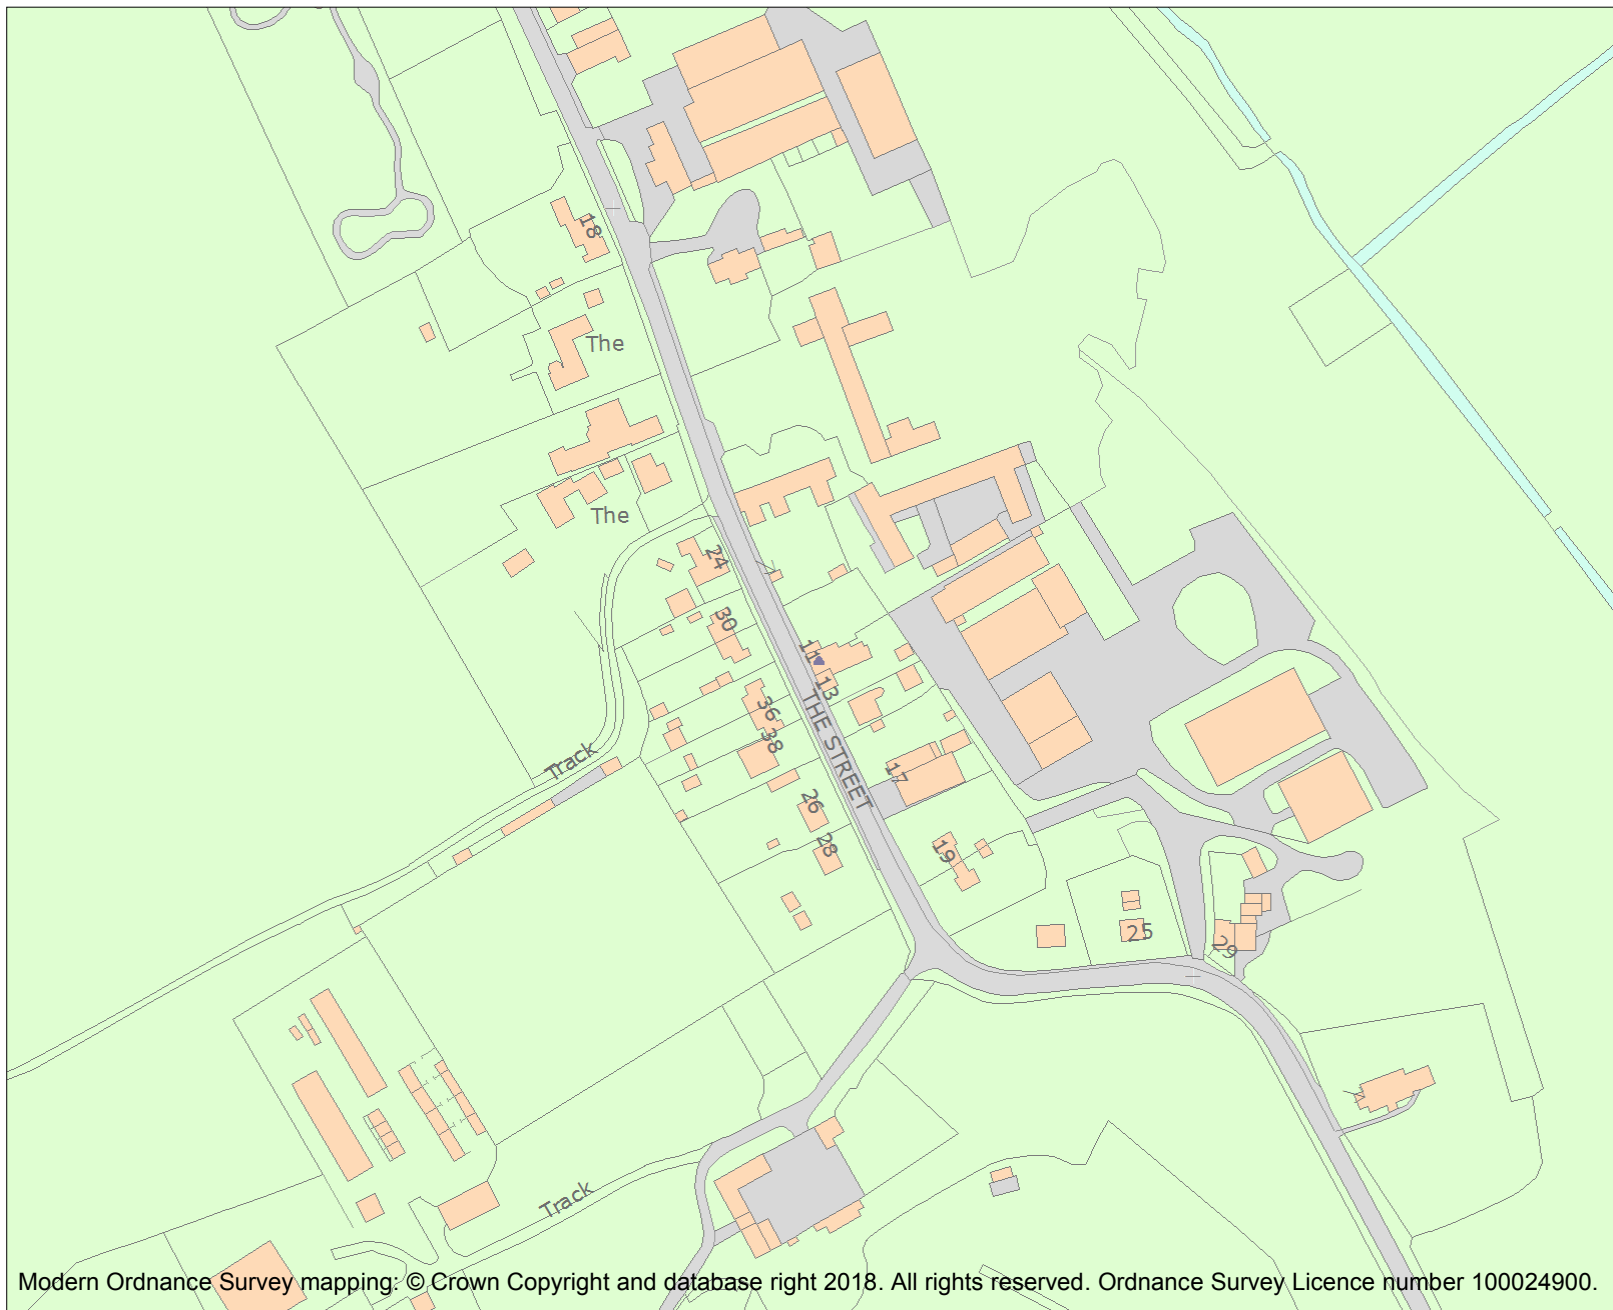 18
The
The
24
30
11
13
36
38
THE STREET
Track
17
26
28
19
25
29
Track
Modern Ordnance Survey mapping: © Crown Copyright and database right 2018. All rights reserved. Ordnance Survey Licence number 100024900.